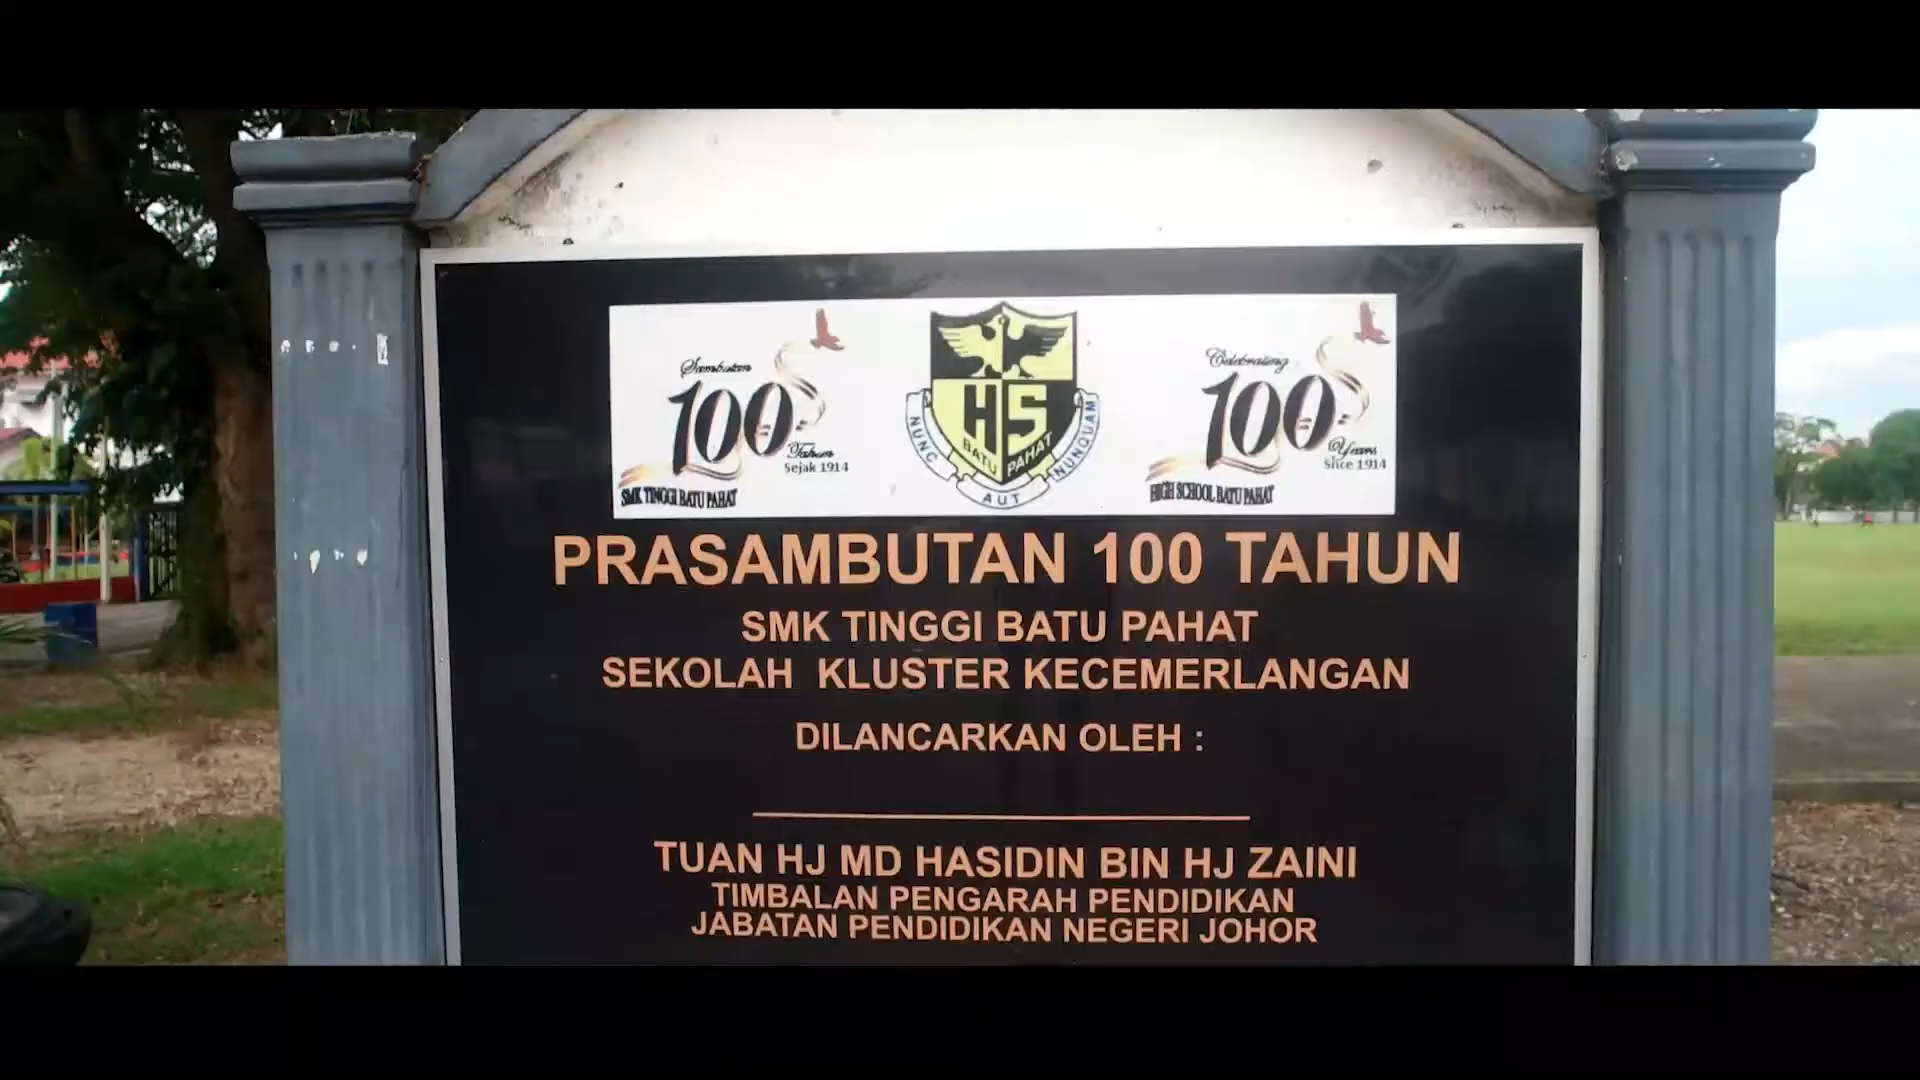 Sambutan
100
Tahun
Sejak 1914
SMK TINGGI BATU PAHAT
HS
BATU PAHAT
NUNC AUT NUNQUAM
Celebrating
100
Years
Since 1914
HIGH SCHOOL BATU PAHAT
PRASAMBUTAN 100 TAHUN
SMK TINGGI BATU PAHAT
SEKOLAH KLUSTER KECEMERLANGAN
DILANCARKAN OLEH :
TUAN HJ MD HASIDIN BIN HJ ZAINI
TIMBALAN PENGARAH PENDIDIKAN
JABATAN PENDIDIKAN NEGERI JOHOR